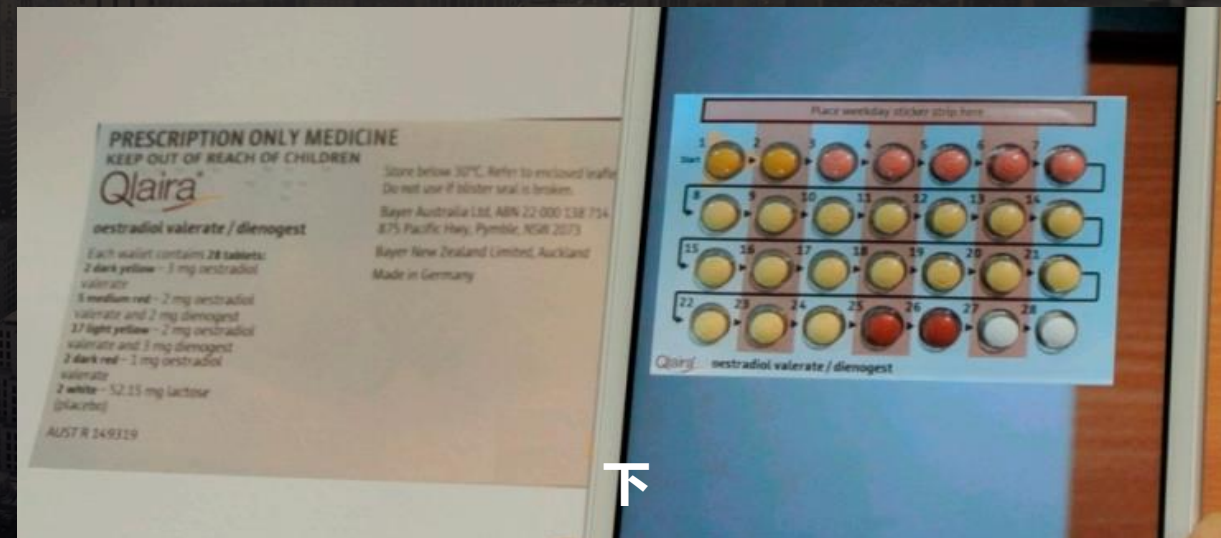 PRESCRIPTION ONLY MEDICINE
KEEP OUT OF REACH OF CHILDREN
Qlaira®
oestradiol valerate / dienogest
Each wallet contains 28 tablets:
2 dark yellow – 3 mg oestradiol
valerate
5 medium red – 2 mg oestradiol
valerate and 2 mg dienogest
17 light yellow – 2 mg oestradiol
valerate and 3 mg dienogest
2 dark red – 1 mg oestradiol
valerate
2 white – 52.15 mg lactose
(placebo)
AUST R 149319
Store below 30°C. Refer to enclosed leafle
Do not use if blister seal is broken.
Bayer Australia Ltd, ABN 22 000 138 714
875 Pacific Hwy, Pymble, NSW 2073
Bayer New Zealand Limited, Auckland
Made in Germany
Place weekday sticker strip here
Start
1 2 3 4 5 6 7
8 9 10 11 12 13 14
15 16 17 18 19 20 21
22 23 24 25 26 27 28
Qlaira oestradiol valerate / dienogest
下